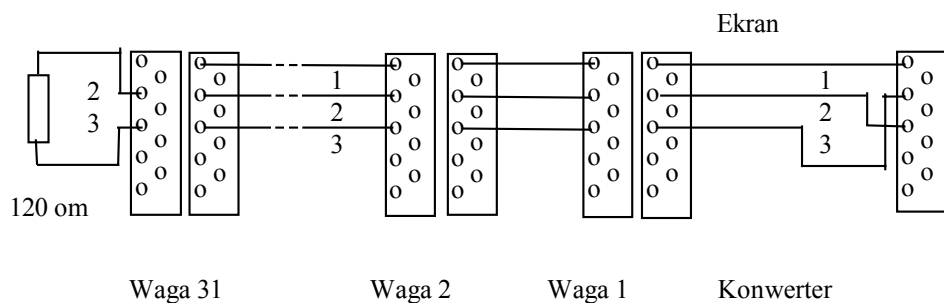 Ekran
1 1
2 2 2
3 3 3
120 om
Waga 31 Waga 2 Waga 1 Konwerter